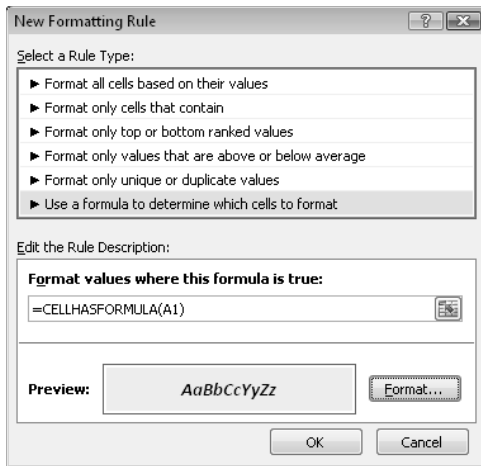 New Formatting Rule
Select a Rule Type:
► Format all cells based on their values
► Format only cells that contain
► Format only top or bottom ranked values
► Format only values that are above or below average
► Format only unique or duplicate values
► Use a formula to determine which cells to format
Edit the Rule Description:
Format values where this formula is true:
=CELLHASFORMULA(A1)
Preview: AaBbCcYyZz Format...
OK Cancel